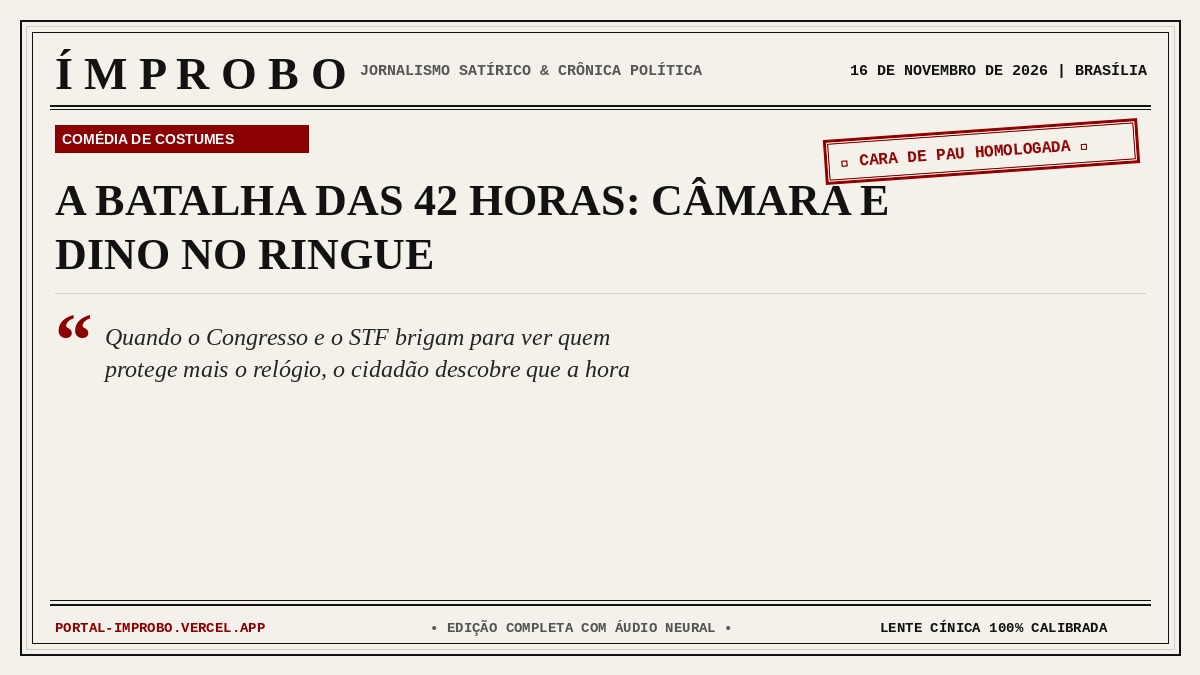 ÍMPROBO
JORNALISMO SATÍRICO & CRÔNICA POLÍTICA
16 DE NOVEMBRO DE 2026 | BRASÍLIA
COMÉDIA DE COSTUMES
CARA DE PAU HOMOLOGADA
A BATALHA DAS 42 HORAS: CÂMARA E
DINO NO RINGUE
“
Quando o Congresso e o STF brigam para ver quem
protege mais o relógio, o cidadão descobre que a hora
PORTAL-IMPROBO.VERCEL.APP
• EDIÇÃO COMPLETA COM ÁUDIO NEURAL •
LENTE CÍNICA 100% CALIBRADA